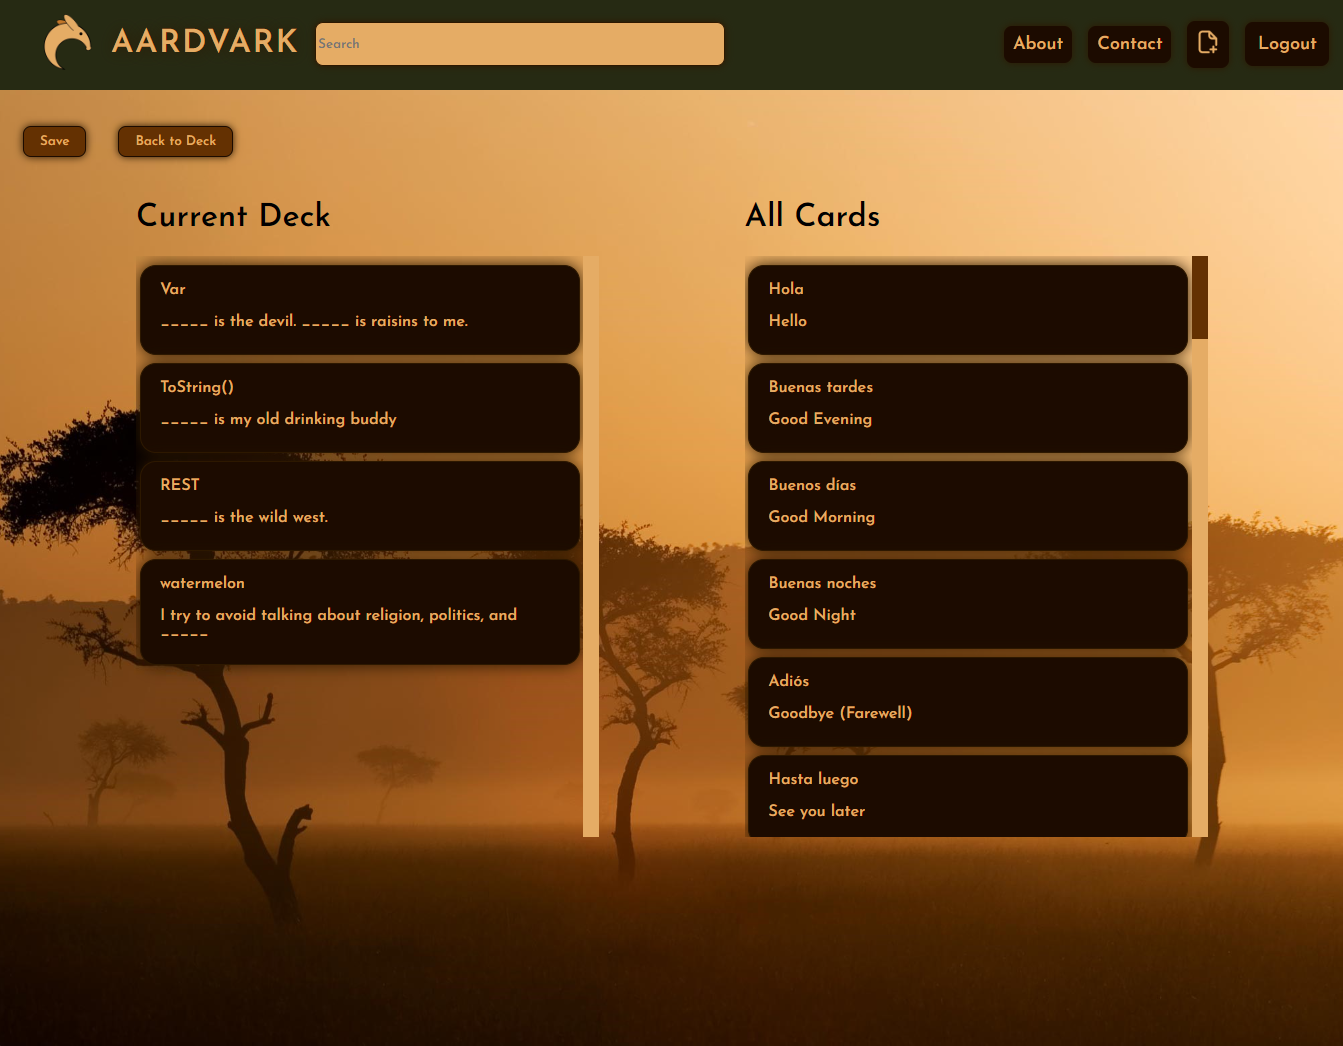 AARDVARK
Search
About
Contact
Logout
Save
Back to Deck
Current Deck
Var
_____ is the devil. _____ is raisins to me.
ToString()
_____ is my old drinking buddy
REST
_____ is the wild west.
watermelon
I try to avoid talking about religion, politics, and
_____
All Cards
Hola
Hello
Buenas tardes
Good Evening
Buenos días
Good Morning
Buenas noches
Good Night
Adiós
Goodbye (Farewell)
Hasta luego
See you later